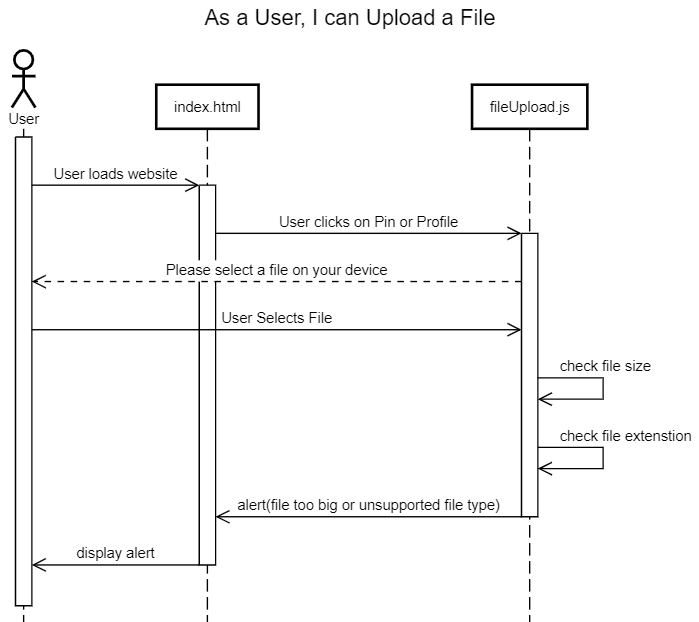 As a User, I can Upload a File
User
index.html
fileUpload.js
User loads website
User clicks on Pin or Profile
Please select a file on your device
User Selects File
check file size
check file extenstion
alert(file too big or unsupported file type)
display alert